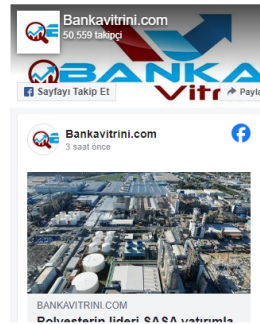 Bankavitrini.com
50.559 takipçi
BANKA
Vitr
Sayfayı Takip Et
Payla
Bankavitrini.com
3 saat önce
BANKAVITRINI.COM
Polyesterin lideri SASA yatırımla